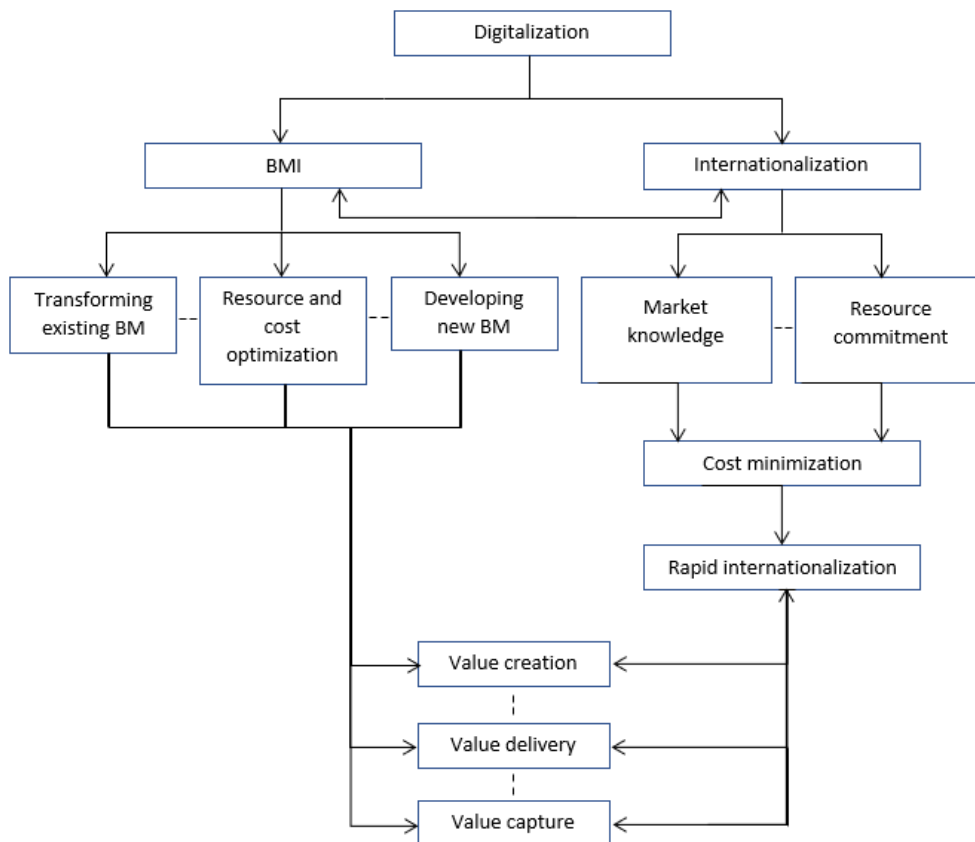 Digitalization
BMI
Internationalization
Transforming
existing BM
Resource and
cost
optimization
Developing
new BM
Market
knowledge
Resource
commitment
Cost minimization
Rapid internationalization
Value creation
Value delivery
Value capture